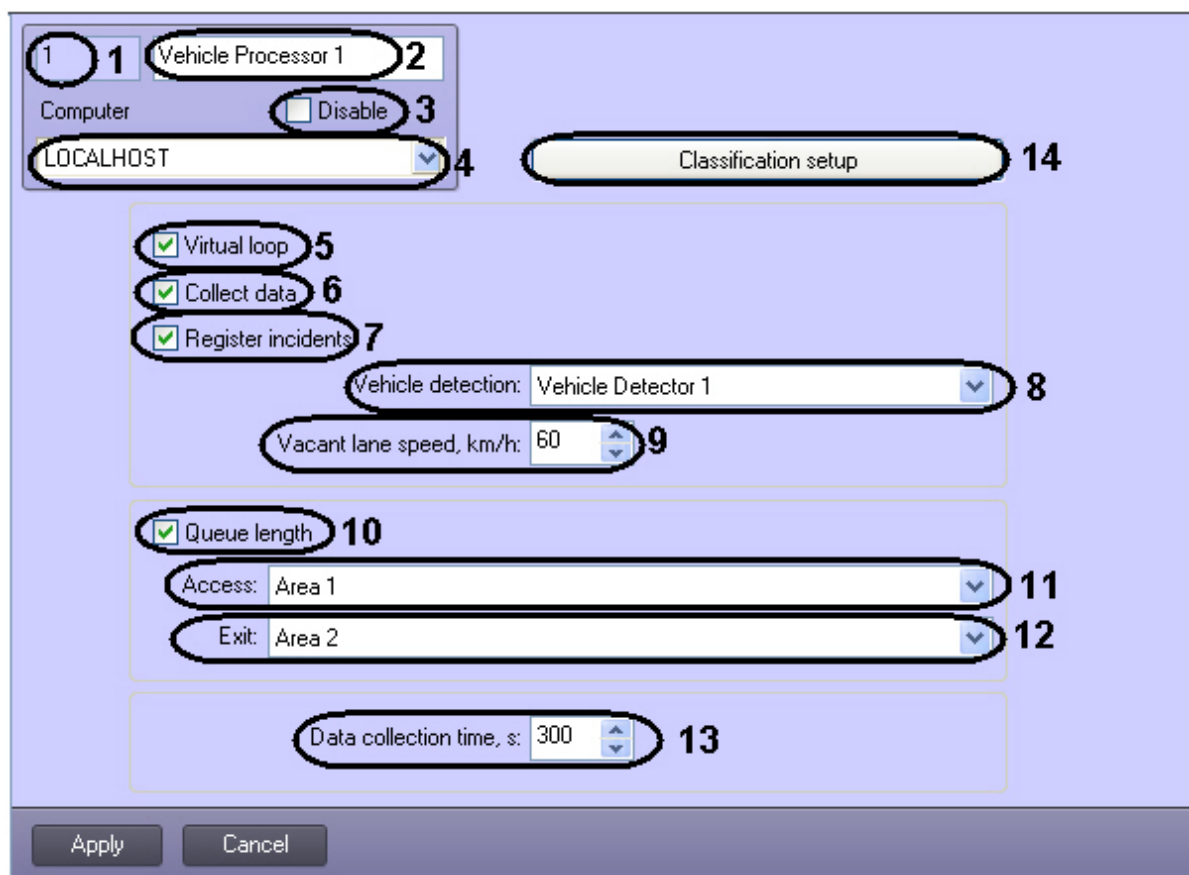 1 1 Vehicle Processor 1 2
Computer Disable 3
LOCALHOST 4 Classification setup 14
Virtual loop 5
Collect data 6
Register incidents 7
Vehicle detection: Vehicle Detector 1 8
Vacant lane speed, km/h: 60 9
Queue length 10
Access: Area 1 11
Exit: Area 2 12
Data collection time, s: 300 13
Apply Cancel